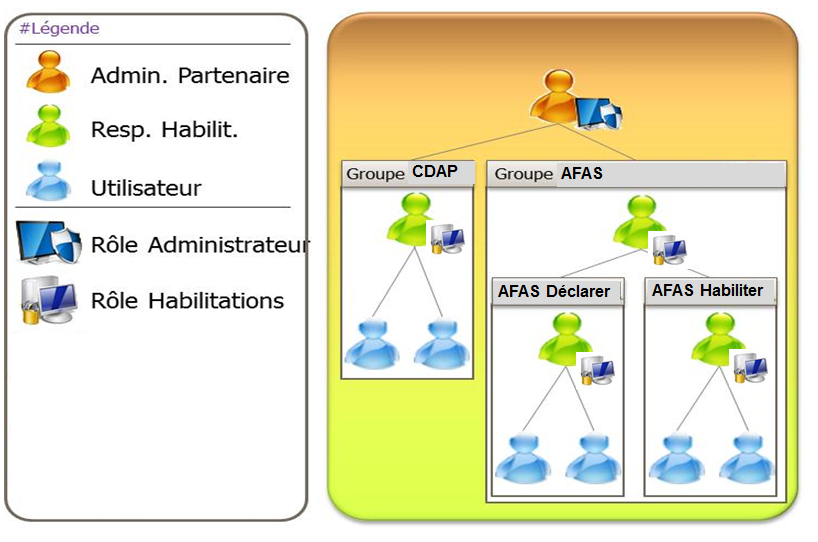 #Légende
Admin. Partenaire
Resp. Habilit.
Utilisateur
Rôle Administrateur
Rôle Habilitations
Groupe CDAP
Groupe AFAS
AFAS Déclarer
AFAS Habiliter